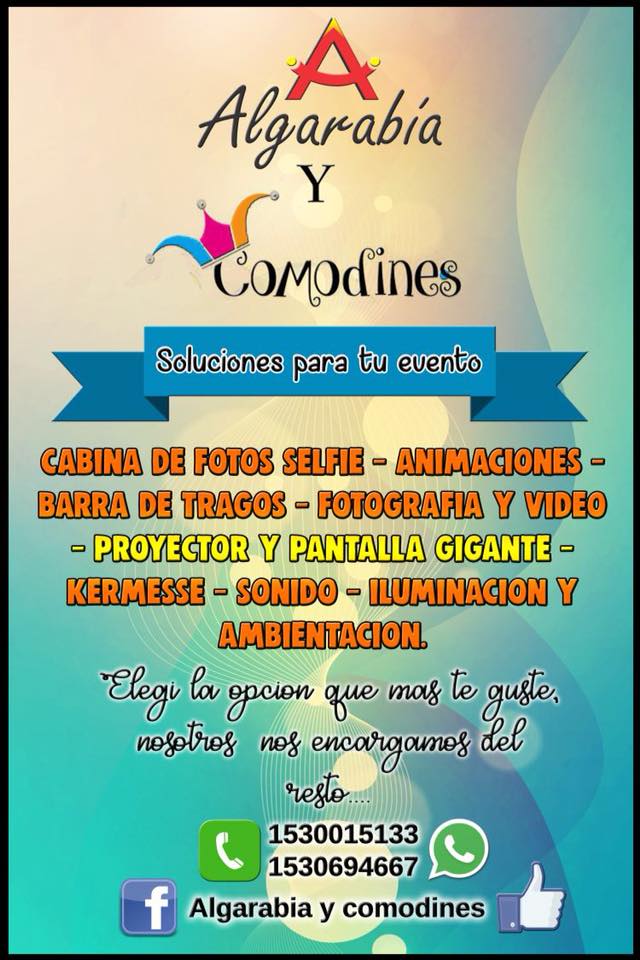 A
Algarabía
Y
Comodines
Soluciones para tu evento
CABINA DE FOTOS SELFIE - ANIMACIONES -
BARRA DE TRAGOS - FOTOGRAFIA Y VIDEO
- PROYECTOR Y PANTALLA GIGANTE -
KERMESSE - SONIDO - ILUMINACION Y
AMBIENTACION.
Elegi la opcion que mas te guste,
nosotros nos encargamos del
resto....
1530015133
1530694667
f Algarabia y comodines